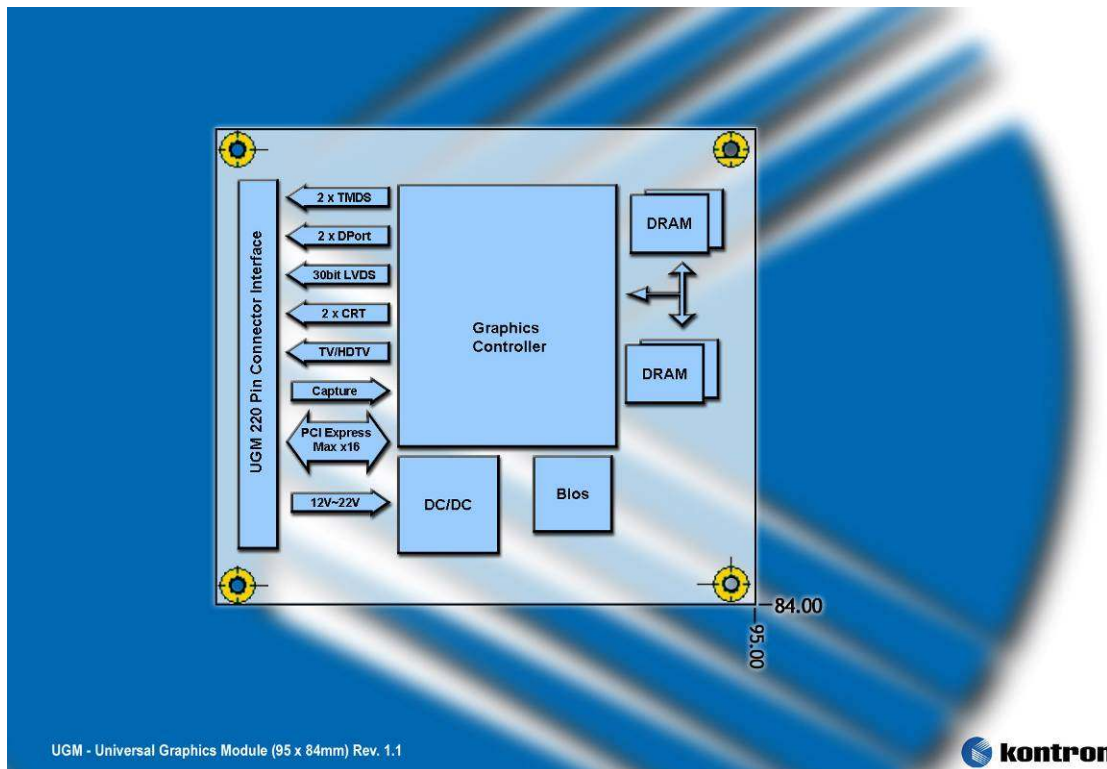 UGM 220 Pin Connector Interface
2 x TMDS
2 x DPort
30bit LVDS
2 x CRT
TV/HDTV
Capture
PCI Express
Max x16
12V~22V
Graphics
Controller
DRAM
DRAM
DC/DC
Bios
84.00
95.00
UGM - Universal Graphics Module (95 x 84mm) Rev. 1.1
kontron